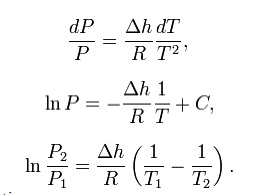 dP/P = Δh/R dT/T²,
ln P = −Δh/R 1/T + C,
ln P₂/P₁ = Δh/R (1/T₁ − 1/T₂).